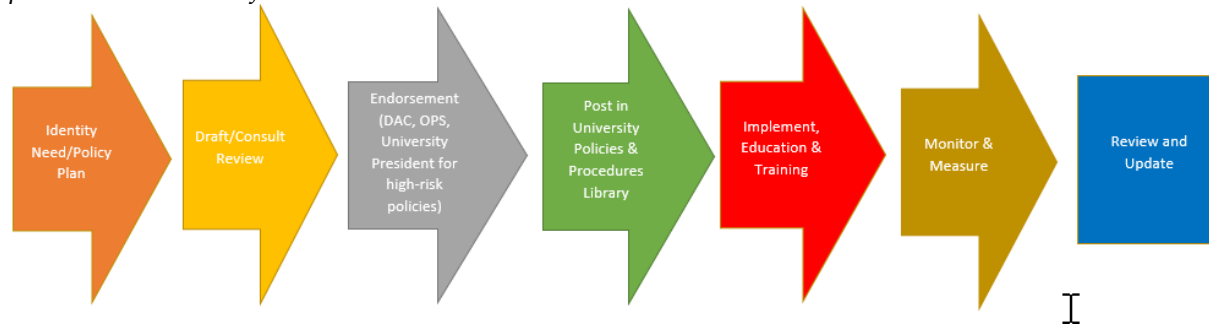 Identity
Need/Policy
Plan
Draft/Consult
Review
Endorsement
(DAC, OPS,
University
President for
high-risk
policies)
Post in
University
Policies &
Procedures
Library
Implement,
Education &
Training
Monitor &
Measure
Review and
Update